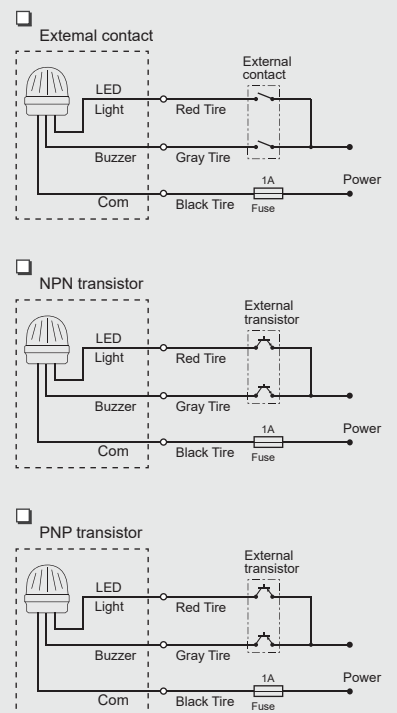 External contact
External
contact
LED
Light
Red Tire
Buzzer
Gray Tire
1A
Power
Com
Black Tire
Fuse
NPN transistor
External
transistor
LED
Light
Red Tire
Buzzer
Gray Tire
1A
Power
Com
Black Tire
Fuse
PNP transistor
External
transistor
LED
Light
Red Tire
Buzzer
Gray Tire
1A
Power
Com
Black Tire
Fuse